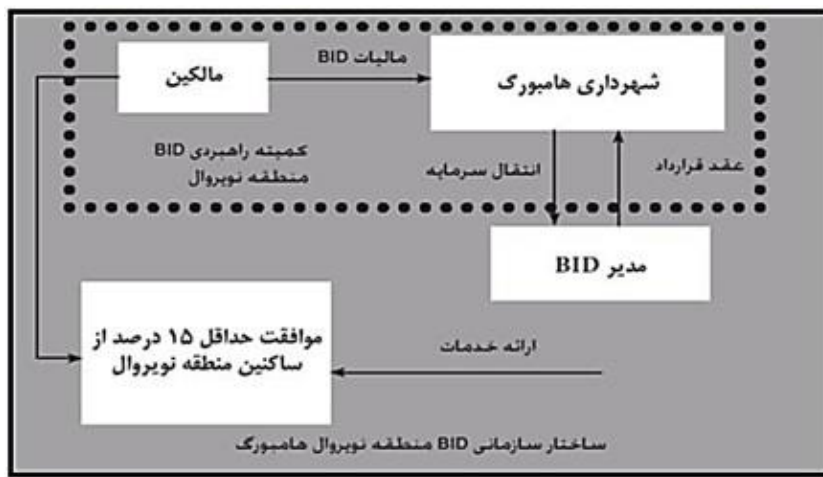 مالیات BID
مالکین
شهرداری هامبورگ
کمیته راهبردی BID
منطقه نویروال
انتقال سرمایه
عقد قرارداد
مدیر BID
موافقت حداقل ۱۵ درصد از
ساکنین منطقه نویروال
ارائه خدمات
ساختار سازمانی BID منطقه نویروال هامبورگ